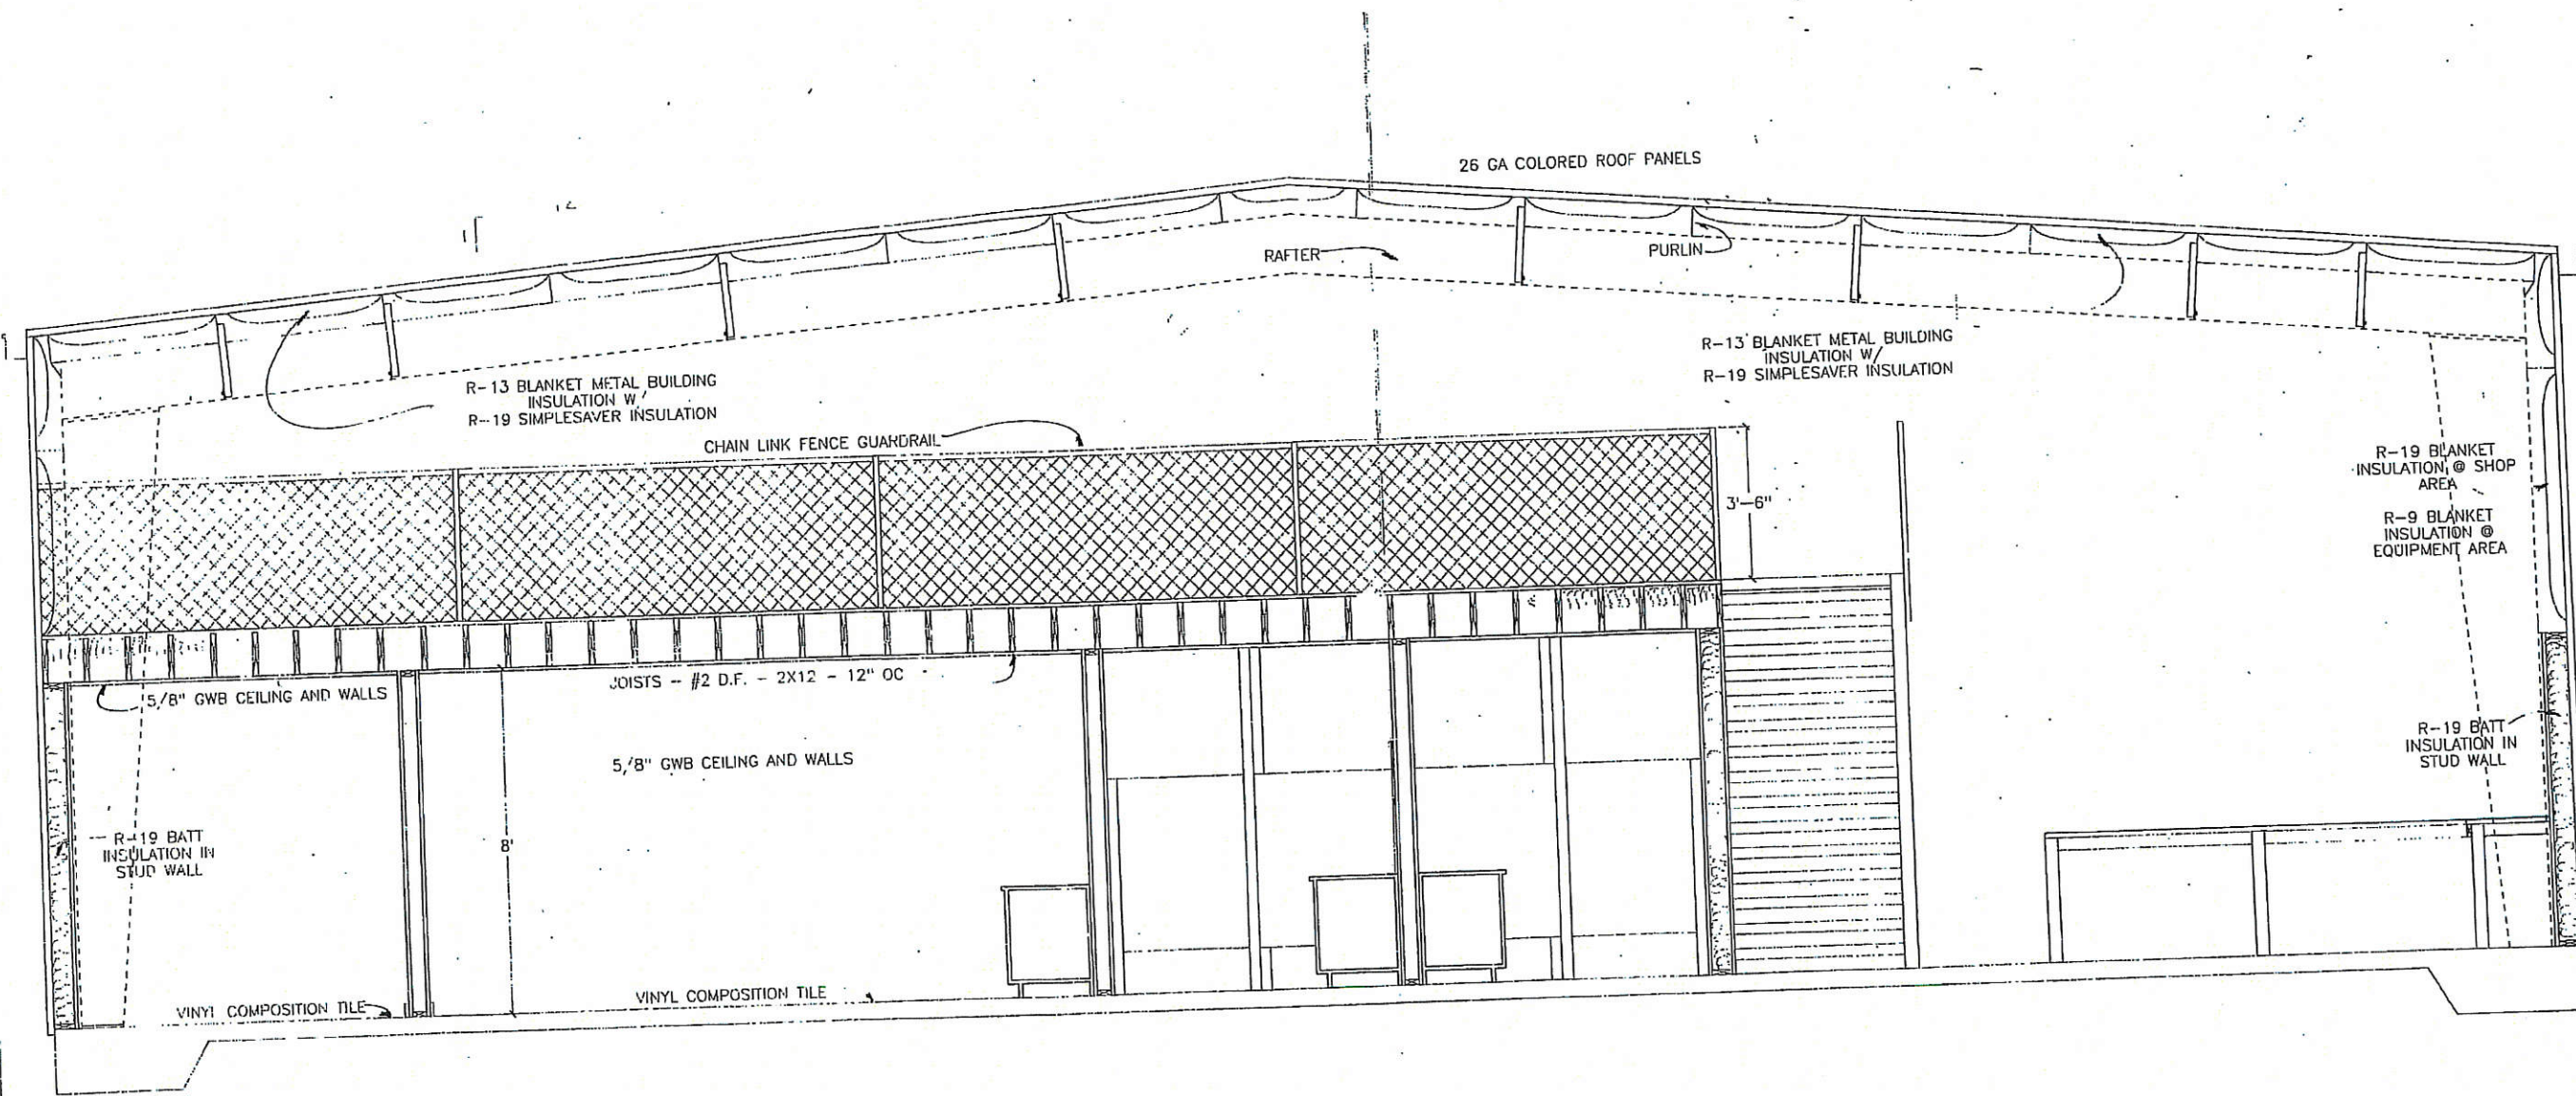 26 GA COLORED ROOF PANELS
12
1
RAFTER
PURLIN
R-13 BLANKET METAL BUILDING
INSULATION W/
R-19 SIMPLESAVER INSULATION
R-13 BLANKET METAL BUILDING
INSULATION W/
R-19 SIMPLESAVER INSULATION
CHAIN LINK FENCE GUARDRAIL
3'-6"
R-19 BLANKET
INSULATION @ SHOP
AREA
R-9 BLANKET
INSULATION @
EQUIPMENT AREA
5/8" GWB CEILING AND WALLS
JOISTS - #2 D.F. - 2X12 - 12" OC
5/8" GWB CEILING AND WALLS
8'
R-19 BATT
INSULATION IN
STUD WALL
R-19 BATT
INSULATION IN
STUD WALL
VINYL COMPOSITION TILE
VINYL COMPOSITION TILE